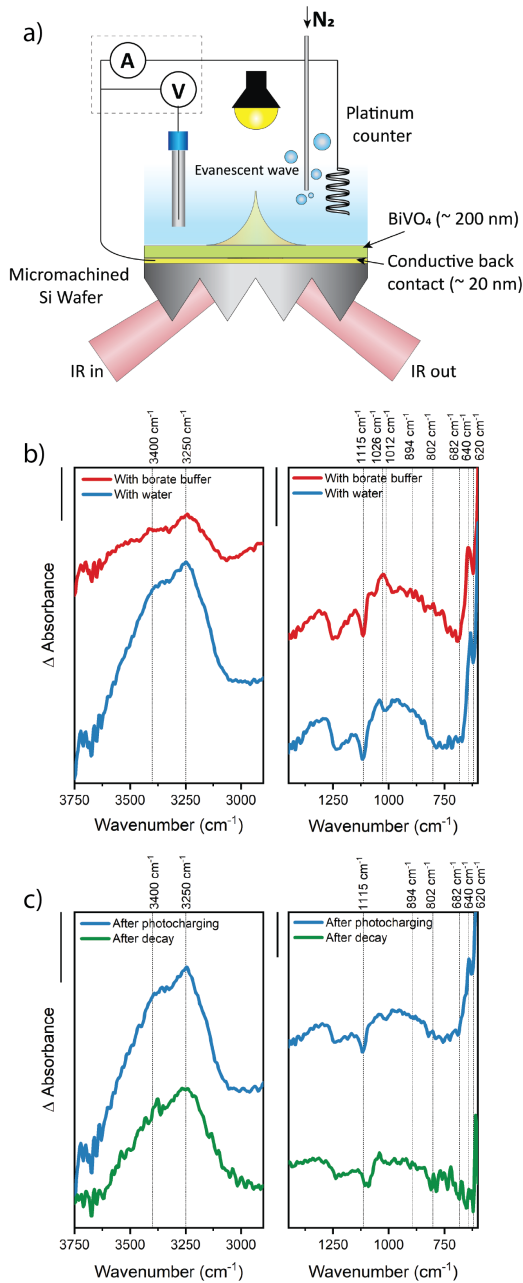 a)
N₂
A
V
Platinum
counter
Evanescent wave
BiVO₄ (~ 200 nm)
Conductive back
contact (~ 20 nm)
Micromachined
Si Wafer
IR in
IR out
b)
3400 cm⁻¹
3250 cm⁻¹
1115 cm⁻¹
1026 cm⁻¹
1012 cm⁻¹
894 cm⁻¹
802 cm⁻¹
682 cm⁻¹
640 cm⁻¹
620 cm⁻¹
With borate buffer
With water
With borate buffer
With water
Δ Absorbance
3750 3500 3250 3000
1250 1000 750
Wavenumber (cm⁻¹)
Wavenumber (cm⁻¹)
c)
3400 cm⁻¹
3250 cm⁻¹
1115 cm⁻¹
894 cm⁻¹
802 cm⁻¹
682 cm⁻¹
640 cm⁻¹
620 cm⁻¹
After photocharging
After decay
After photocharging
After decay
Δ Absorbance
3750 3500 3250 3000
1250 1000 750
Wavenumber (cm⁻¹)
Wavenumber (cm⁻¹)